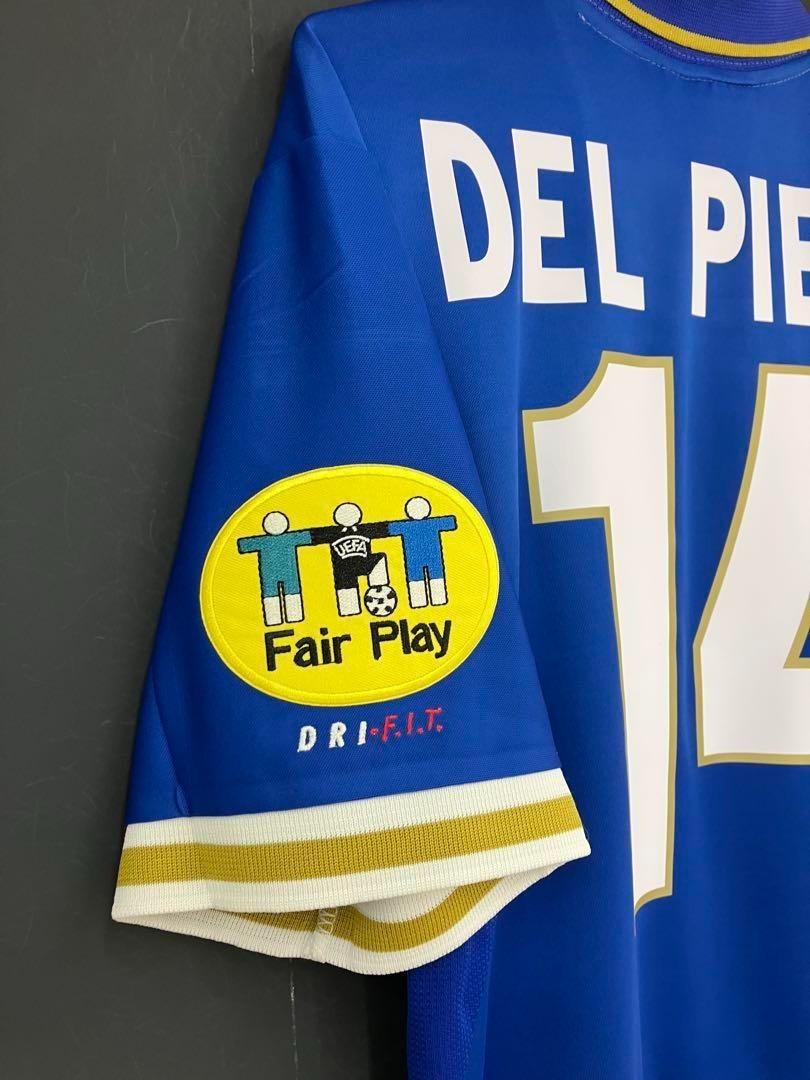 DEL PIE
14
UEFA
Fair Play
DRI-F.I.T.